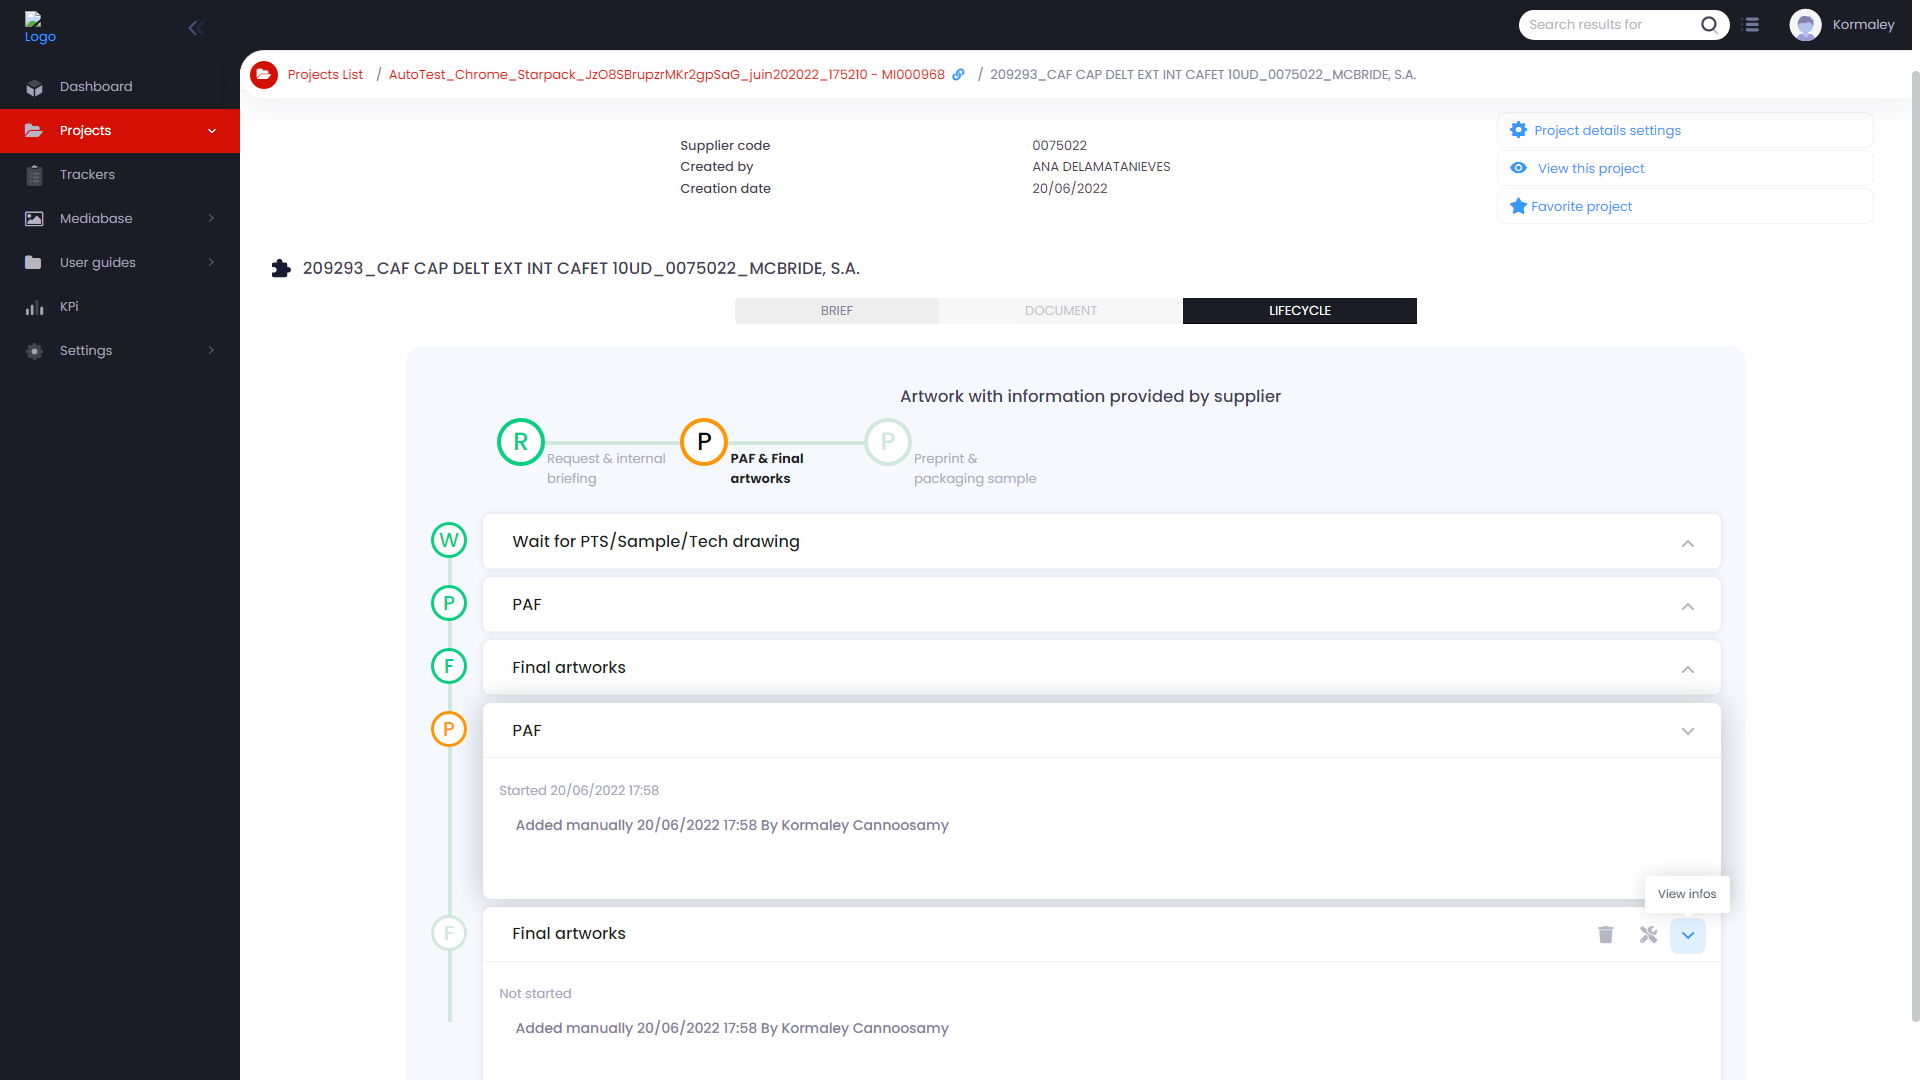 Logo
Search results for
Kormaley
Dashboard
Projects
Trackers
Mediabase
User guides
KPi
Settings
Projects List / AutoTest_Chrome_Starpack_JzO8SBrupzrMKr2gpSaG_juin202022_175210 - MI000968 / 209293_CAF CAP DELT EXT INT CAFET 10UD_0075022_MCBRIDE, S.A.
Supplier code 0075022
Created by ANA DELAMATANIEVES
Creation date 20/06/2022
Project details settings
View this project
Favorite project
209293_CAF CAP DELT EXT INT CAFET 10UD_0075022_MCBRIDE, S.A.
BRIEF DOCUMENT LIFECYCLE
Artwork with information provided by supplier
R
Request & internal
briefing
P
PAF & Final
artworks
P
Preprint &
packaging sample
W Wait for PTS/Sample/Tech drawing
P PAF
F Final artworks
P PAF
Started 20/06/2022 17:58
Added manually 20/06/2022 17:58 By Kormaley Cannoosamy
View infos
F Final artworks
Not started
Added manually 20/06/2022 17:58 By Kormaley Cannoosamy